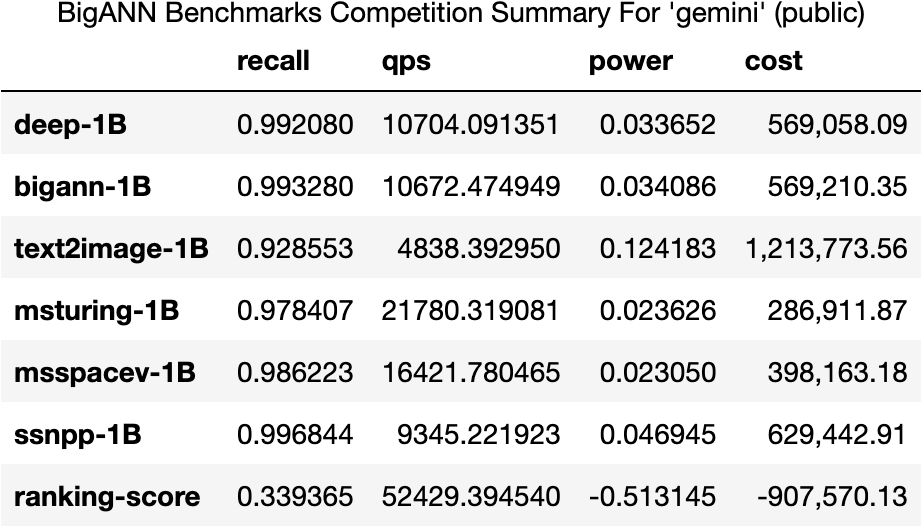 BigANN Benchmarks Competition Summary For 'gemini' (public)
recall qps power cost
deep-1B 0.992080 10704.091351 0.033652 569,058.09
bigann-1B 0.993280 10672.474949 0.034086 569,210.35
text2image-1B 0.928553 4838.392950 0.124183 1,213,773.56
msturing-1B 0.978407 21780.319081 0.023626 286,911.87
msspacev-1B 0.986223 16421.780465 0.023050 398,163.18
ssnpp-1B 0.996844 9345.221923 0.046945 629,442.91
ranking-score 0.339365 52429.394540 -0.513145 -907,570.13